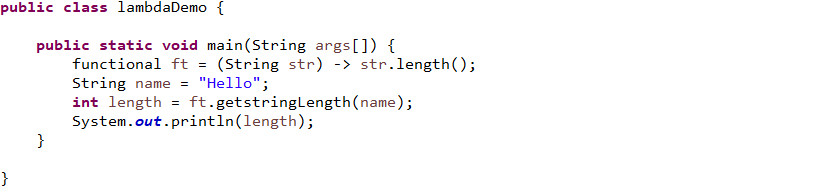 public class lambdaDemo {
public static void main(String args[]) {
functional ft = (String str) -> str.length();
String name = "Hello";
int length = ft.getstringLength(name);
System.out.println(length);
}
}